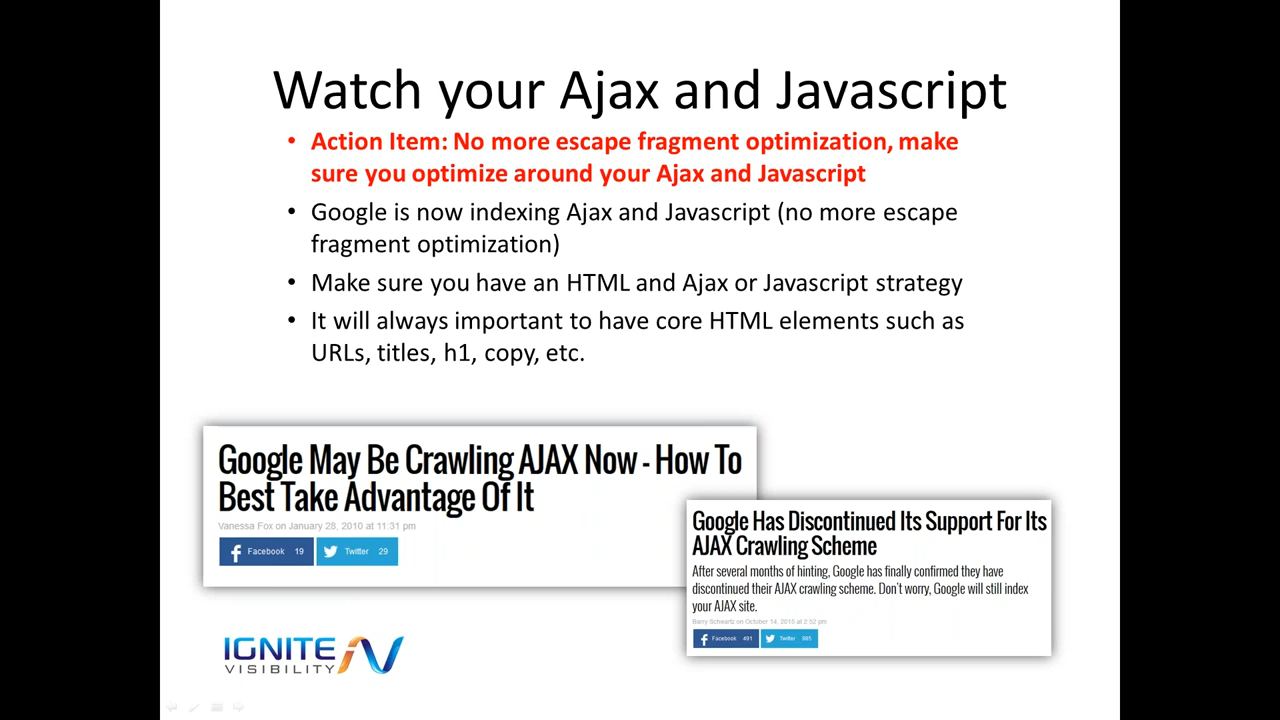 Watch your Ajax and Javascript
• Action Item: No more escape fragment optimization, make
sure you optimize around your Ajax and Javascript
• Google is now indexing Ajax and Javascript (no more escape
fragment optimization)
• Make sure you have an HTML and Ajax or Javascript strategy
• It will always important to have core HTML elements such as
URLs, titles, h1, copy, etc.
Google May Be Crawling AJAX Now - How To
Best Take Advantage Of It
Vanessa Fox on January 28, 2010 at 11:31 pm
Facebook 19 Twitter 29
Google Has Discontinued Its Support For Its
AJAX Crawling Scheme
After several months of hinting, Google has finally confirmed they have
discontinued their AJAX crawling scheme. Don't worry, Google will still index
your AJAX site.
Barry Schwartz on October 14, 2015 at 2:52 pm
Facebook 491 Twitter 885
IGNITE
VISIBILITY